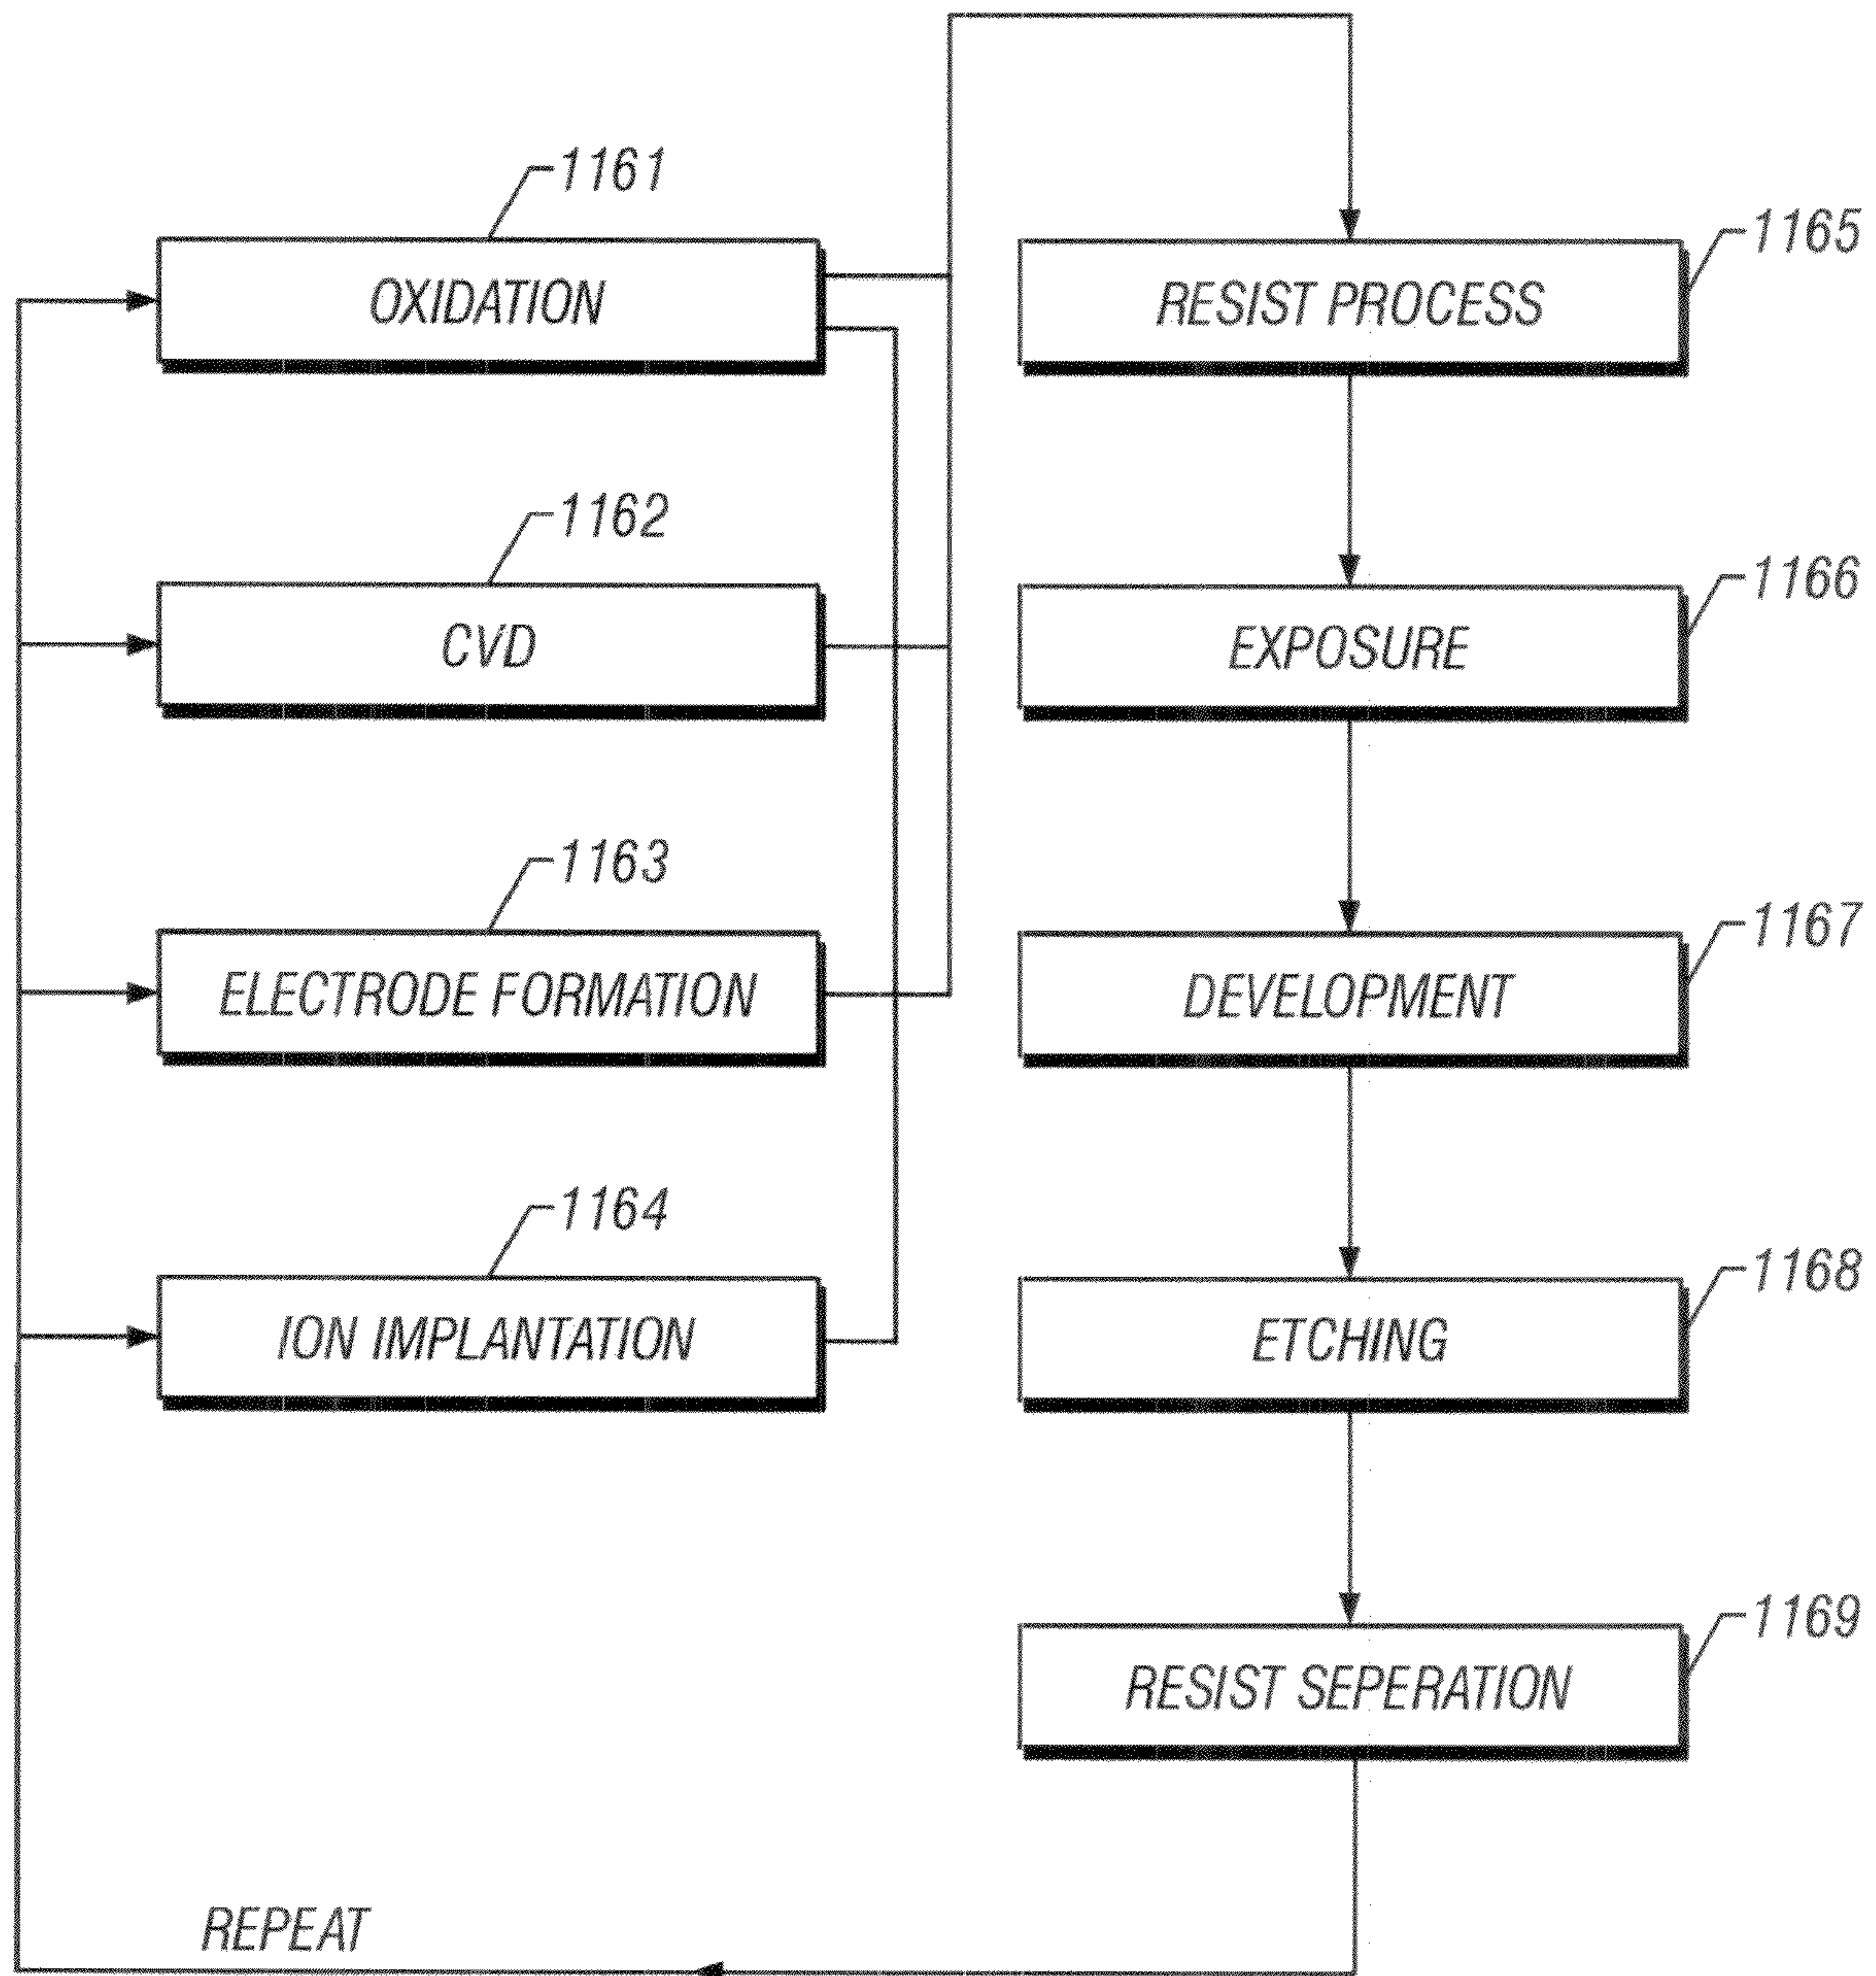 1161
OXIDATION
1162
CVD
1163
ELECTRODE FORMATION
1164
ION IMPLANTATION
1165
RESIST PROCESS
1166
EXPOSURE
1167
DEVELOPMENT
1168
ETCHING
1169
RESIST SEPERATION
REPEAT